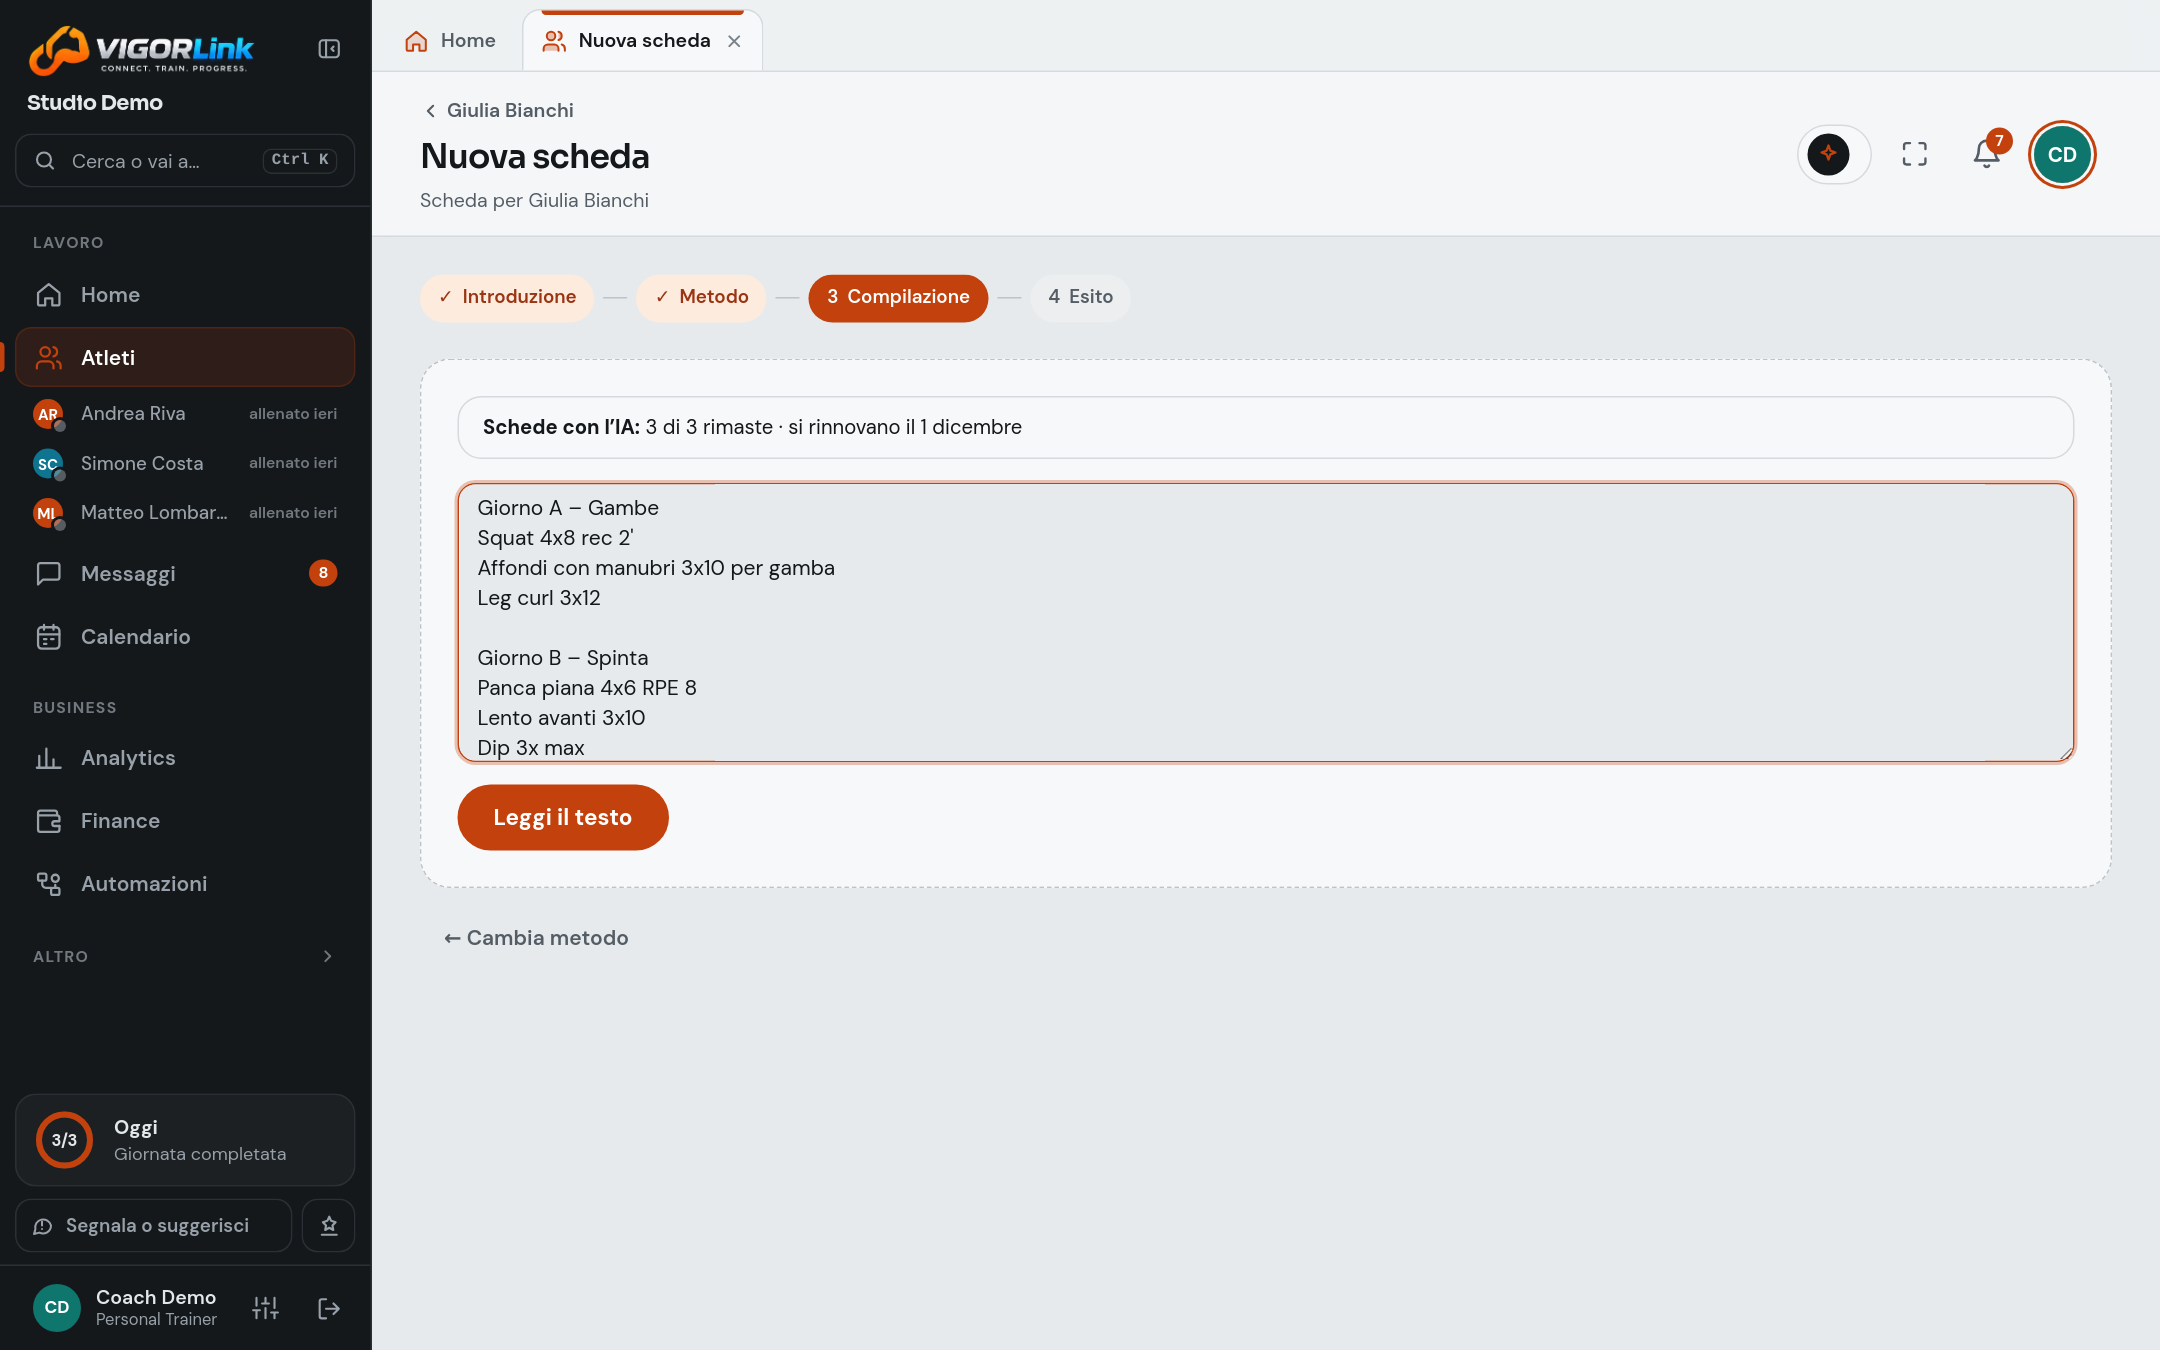 VIGORLink
CONNECT. TRAIN. PROGRESS.
Studio Demo
Cerca o vai a...
Ctrl K
LAVORO
Home
Atleti
AR Andrea Riva allenato ieri
SC Simone Costa allenato ieri
ML Matteo Lombar... allenato ieri
Messaggi 8
Calendario
BUSINESS
Analytics
Finance
Automazioni
ALTRO
3/3
Oggi
Giornata completata
Segnala o suggerisci
CD
Coach Demo
Personal Trainer
Home
Nuova scheda
Giulia Bianchi
Nuova scheda
Scheda per Giulia Bianchi
7
CD
✓ Introduzione
✓ Metodo
3 Compilazione
4 Esito
Schede con l’IA: 3 di 3 rimaste · si rinnovano il 1 dicembre
Giorno A – Gambe
Squat 4x8 rec 2'
Affondi con manubri 3x10 per gamba
Leg curl 3x12
Giorno B – Spinta
Panca piana 4x6 RPE 8
Lento avanti 3x10
Dip 3x max
Leggi il testo
← Cambia metodo